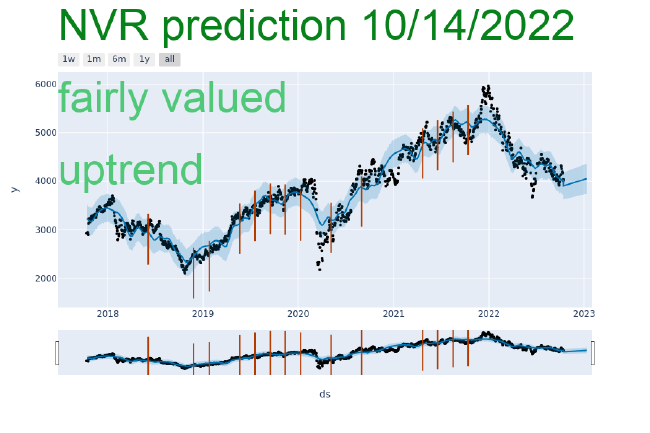 NVR prediction 10/14/2022
1w 1m 6m 1y all
fairly valued
uptrend
6000
5000
4000
3000
2000
y
2018 2019 2020 2021 2022 2023
ds